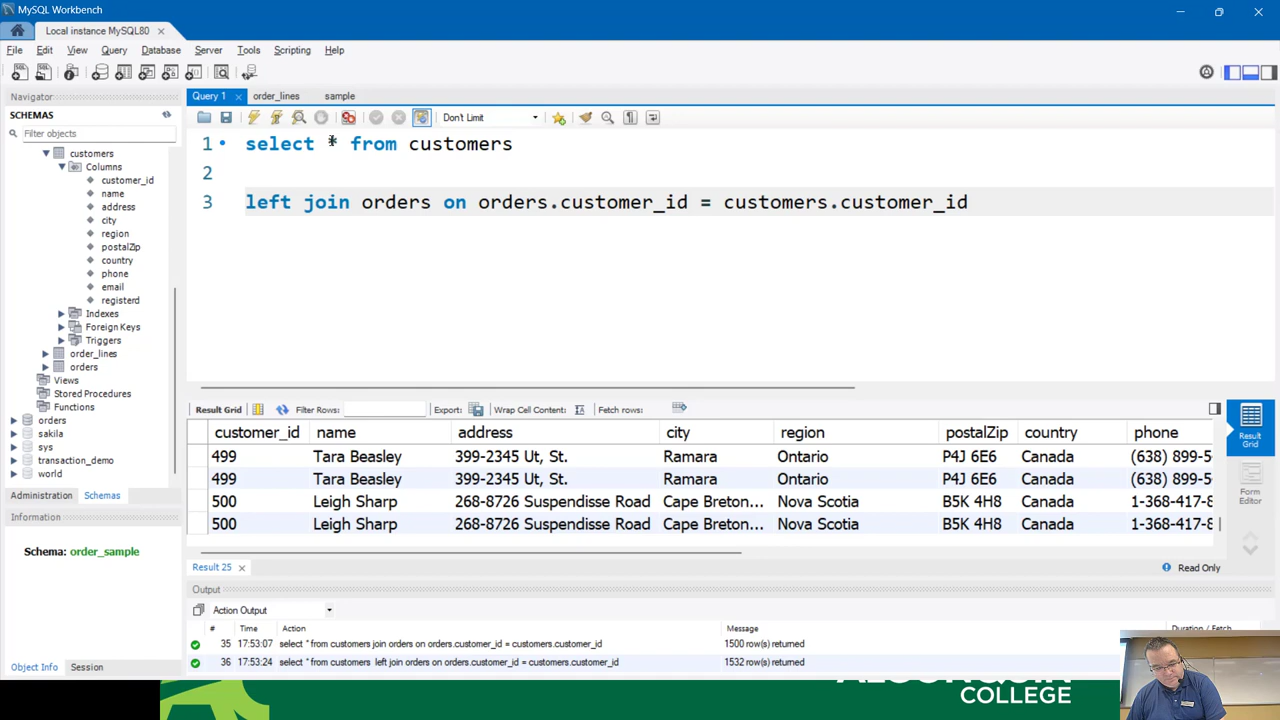 MySQL Workbench
Local instance MySQL80
File Edit View Query Database Server Tools Scripting Help
Navigator
SCHEMAS
Filter objects
customers
Columns
customer_id
name
address
city
region
postalZip
country
phone
email
registerd
Indexes
Foreign Keys
Triggers
order_lines
orders
Views
Stored Procedures
Functions
orders
sakila
sys
transaction_demo
world
Administration Schemas
Information
Schema: order_sample
Object Info Session
Query 1 order_lines sample
Don't Limit
1 select * from customers
2
3 left join orders on orders.customer_id = customers.customer_id
Result Grid Filter Rows: Export: Wrap Cell Content: Fetch rows:
customer_id name address city region postalZip country phone
499 Tara Beasley 399-2345 Ut, St. Ramara Ontario P4J 6E6 Canada (638) 899-5
499 Tara Beasley 399-2345 Ut, St. Ramara Ontario P4J 6E6 Canada (638) 899-5
500 Leigh Sharp 268-8726 Suspendisse Road Cape Breton... Nova Scotia B5K 4H8 Canada 1-368-417-8
500 Leigh Sharp 268-8726 Suspendisse Road Cape Breton... Nova Scotia B5K 4H8 Canada 1-368-417-8
Result Grid
Form Editor
Result 25
Read Only
Output
Action Output
# Time Action Message Duration / Fetch
35 17:53:07 select * from customers join orders on orders.customer_id = customers.customer_id 1500 row(s) returned
36 17:53:24 select * from customers left join orders on orders.customer_id = customers.customer_id 1532 row(s) returned
COLLEGE